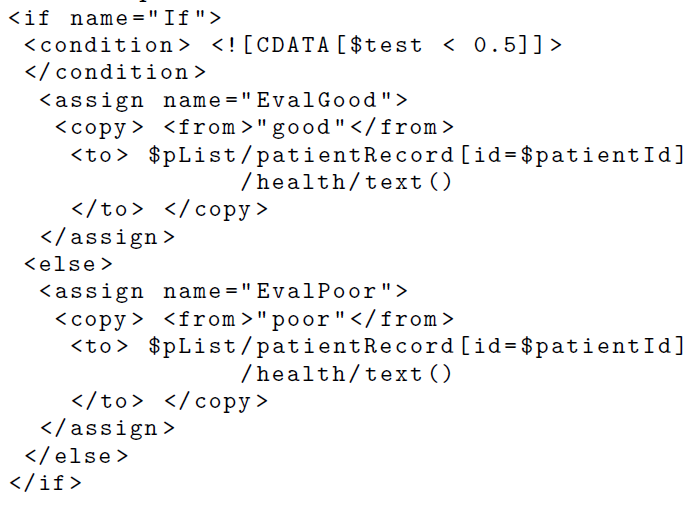 <if name="If">
<condition> <![CDATA[$test < 0.5]]>
</condition>
<assign name="EvalGood">
<copy> <from>"good"</from>
<to> $pList/patientRecord[id=$patientId]
/health/text()
</to> </copy>
</assign>
<else>
<assign name="EvalPoor">
<copy> <from>"poor"</from>
<to> $pList/patientRecord[id=$patientId]
/health/text()
</to> </copy>
</assign>
</else>
</if>